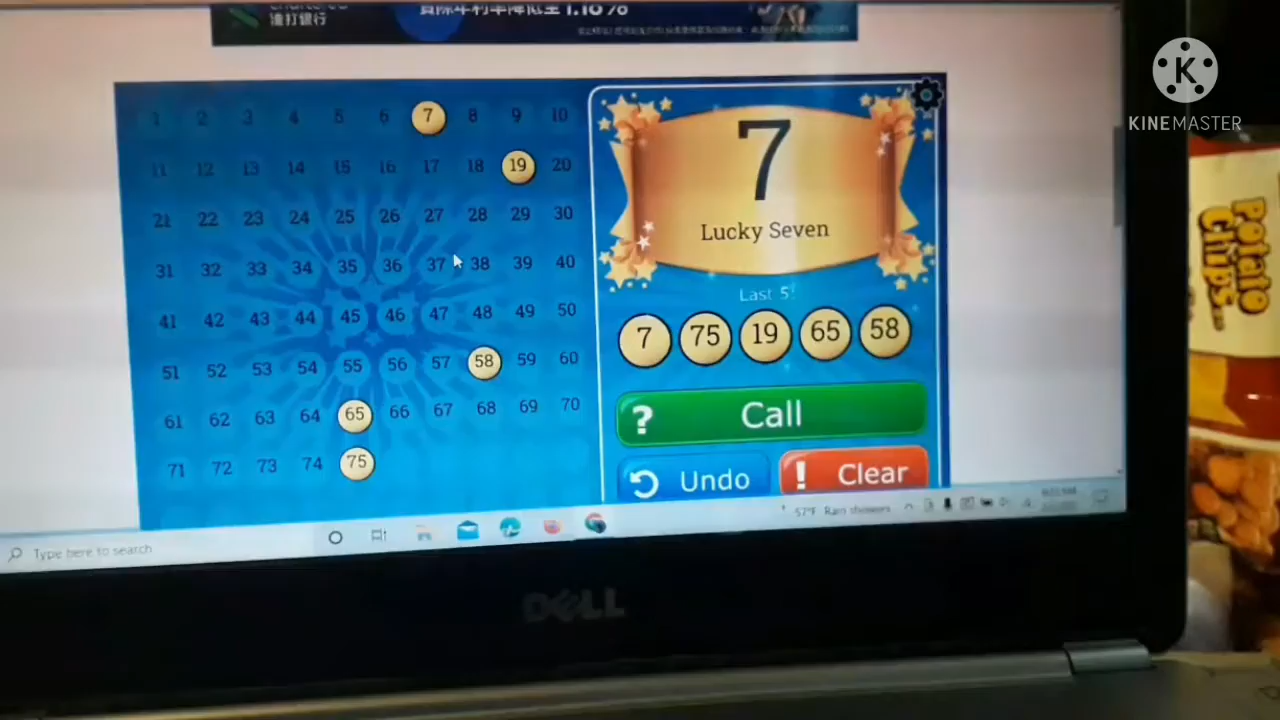 渣打銀行
KINEMASTER
1 2 3 4 5 6 7 8 9 10
11 12 13 14 15 16 17 18 19 20
21 22 23 24 25 26 27 28 29 30
31 32 33 34 35 36 37 38 39 40
41 42 43 44 45 46 47 48 49 50
51 52 53 54 55 56 57 58 59 60
61 62 63 64 65 66 67 68 69 70
71 72 73 74 75
7
Lucky Seven
Last 5:
7 75 19 65 58
? Call
Undo
! Clear
Type here to search
57°F Rain showers
DELL
Potato
Chips